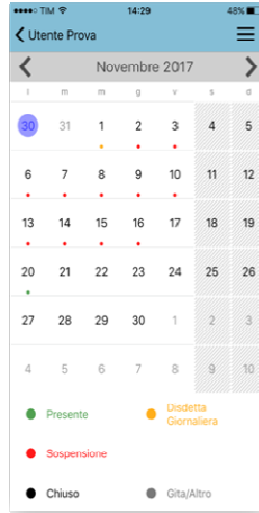 TIM 14:29 48%
Utente Prova
Novembre 2017
l m m g v s d
30 31 1 2 3 4 5
6 7 8 9 10 11 12
13 14 15 16 17 18 19
20 21 22 23 24 25 26
27 28 29 30 1 2 3
4 5 6 7 8 9 10
Presente
Disdetta
Giornaliera
Sospensione
Chiuso
Gita/Altro